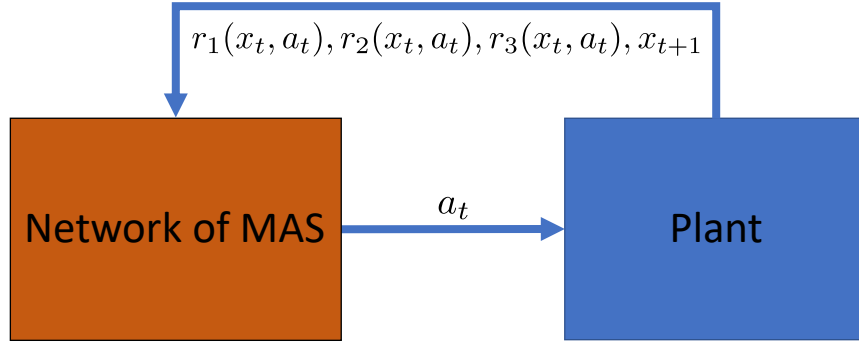 r₁(xₜ, aₜ), r₂(xₜ, aₜ), r₃(xₜ, aₜ), xₜ₊₁
Network of MAS
aₜ
Plant